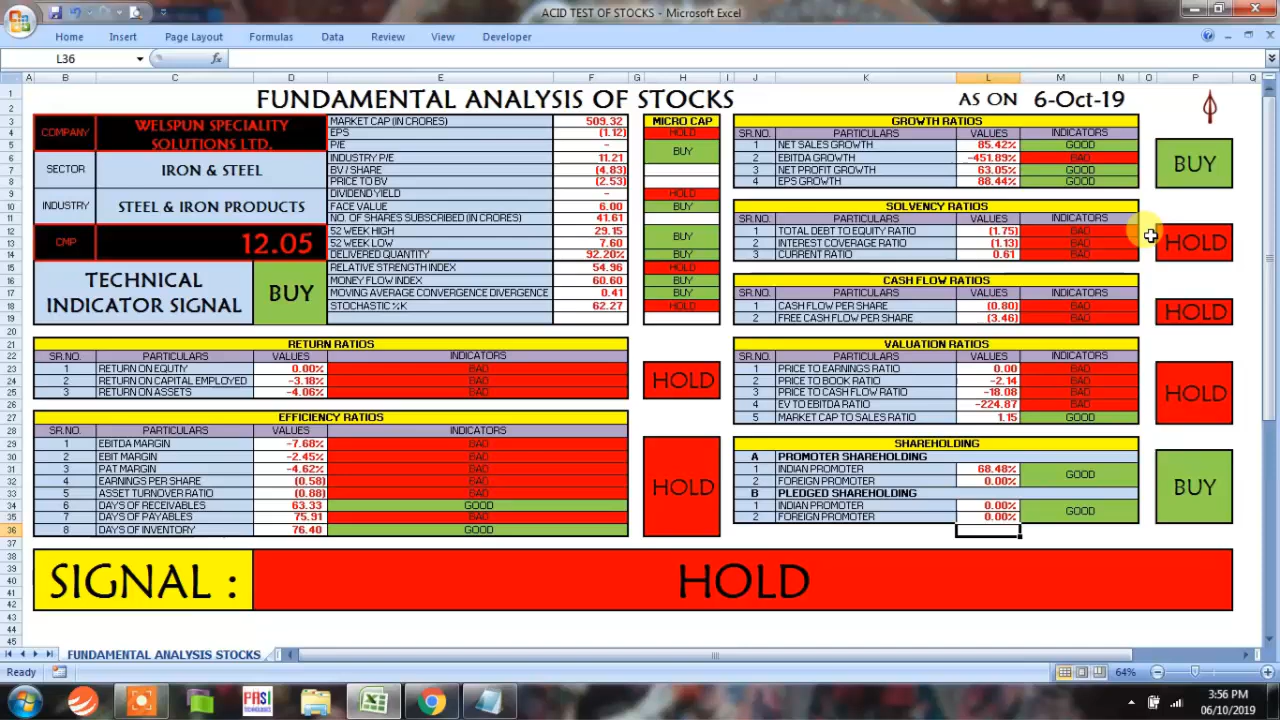 ACID TEST OF STOCKS - Microsoft Excel
Home Insert Page Layout Formulas Data Review View Developer
L36 fx
A B C D E F G H I J K L M N O P Q
FUNDAMENTAL ANALYSIS OF STOCKS AS ON 6-Oct-19
COMPANY WELSPUN SPECIALITY SOLUTIONS LTD.
SECTOR IRON & STEEL
INDUSTRY STEEL & IRON PRODUCTS
CMP 12.05
TECHNICAL INDICATOR SIGNAL BUY
MARKET CAP (IN CRORES) 509.32 MICRO CAP
EPS (1.12) HOLD
P/E - BUY
INDUSTRY P/E 11.21
BV / SHARE (4.83)
PRICE TO BV (2.53)
DIVIDEND YIELD - HOLD
FACE VALUE 6.00 BUY
NO. OF SHARES SUBSCRIBED (IN CRORES) 41.61
52 WEEK HIGH 29.15 BUY
52 WEEK LOW 7.60
DELIVERED QUANTITY 92.20% BUY
RELATIVE STRENGTH INDEX 54.96 HOLD
MONEY FLOW INDEX 60.60 BUY
MOVING AVERAGE CONVERGENCE DIVERGENCE 0.41 BUY
STOCHASTIC %K 62.27 HOLD
GROWTH RATIOS
SR.NO. PARTICULARS VALUES INDICATORS
1 NET SALES GROWTH 85.42% GOOD
2 EBITDA GROWTH -451.89% BAD
3 NET PROFIT GROWTH 63.05% GOOD
4 EPS GROWTH 88.44% GOOD
BUY
SOLVENCY RATIOS
SR.NO. PARTICULARS VALUES INDICATORS
1 TOTAL DEBT TO EQUITY RATIO (1.75) BAD
2 INTEREST COVERAGE RATIO (1.13) BAD
3 CURRENT RATIO 0.61 BAD
HOLD
CASH FLOW RATIOS
SR.NO. PARTICULARS VALUES INDICATORS
1 CASH FLOW PER SHARE (0.80) BAD
2 FREE CASH FLOW PER SHARE (3.46) BAD
HOLD
RETURN RATIOS
SR.NO. PARTICULARS VALUES INDICATORS
1 RETURN ON EQUTIY 0.00% BAD
2 RETURN ON CAPITAL EMPLOYED -3.18% BAD
3 RETURN ON ASSETS -4.06% BAD
HOLD
VALUATION RATIOS
SR.NO. PARTICULARS VALUES INDICATORS
1 PRICE TO EARNINGS RATIO 0.00 BAD
2 PRICE TO BOOK RATIO -2.14 BAD
3 PRICE TO CASH FLOW RATIO -18.08 BAD
4 EV TO EBITDA RATIO -224.87 BAD
5 MARKET CAP TO SALES RATIO 1.15 GOOD
HOLD
EFFICIENCY RATIOS
SR.NO. PARTICULARS VALUES INDICATORS
1 EBITDA MARGIN -7.68% BAD
2 EBIT MARGIN -2.45% BAD
3 PAT MARGIN -4.62% BAD
4 EARNINGS PER SHARE (0.58) BAD
5 ASSET TURNOVER RATIO (0.88) BAD
6 DAYS OF RECEIVABLES 63.33 GOOD
7 DAYS OF PAYABLES 75.91 BAD
8 DAYS OF INVENTORY 76.40 GOOD
HOLD
SHAREHOLDING
A PROMOTER SHAREHOLDING
1 INDIAN PROMOTER 68.48% GOOD
2 FOREIGN PROMOTER 0.00%
B PLEDGED SHAREHOLDING
1 INDIAN PROMOTER 0.00% GOOD
2 FOREIGN PROMOTER 0.00%
BUY
SIGNAL : HOLD
FUNDAMENTAL ANALYSIS STOCKS
Ready 64%
PASI TECHNOLOGIES
3:56 PM
06/10/2019